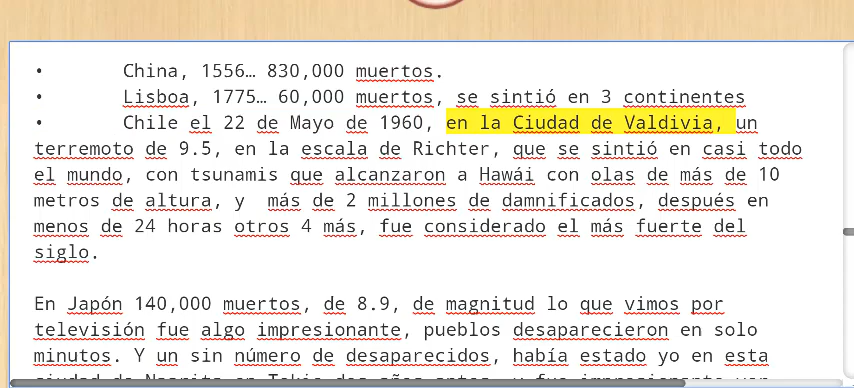 • China, 1556… 830,000 muertos.
• Lisboa, 1775… 60,000 muertos, se sintió en 3 continentes
• Chile el 22 de Mayo de 1960, en la Ciudad de Valdivia, un
terremoto de 9.5, en la escala de Richter, que se sintió en casi todo
el mundo, con tsunamis que alcanzaron a Hawái con olas de más de 10
metros de altura, y más de 2 millones de damnificados, después en
menos de 24 horas otros 4 más, fue considerado el más fuerte del
siglo.
En Japón 140,000 muertos, de 8.9, de magnitud lo que vimos por
televisión fue algo impresionante, pueblos desaparecieron en solo
minutos. Y un sin número de desaparecidos, había estado yo en esta